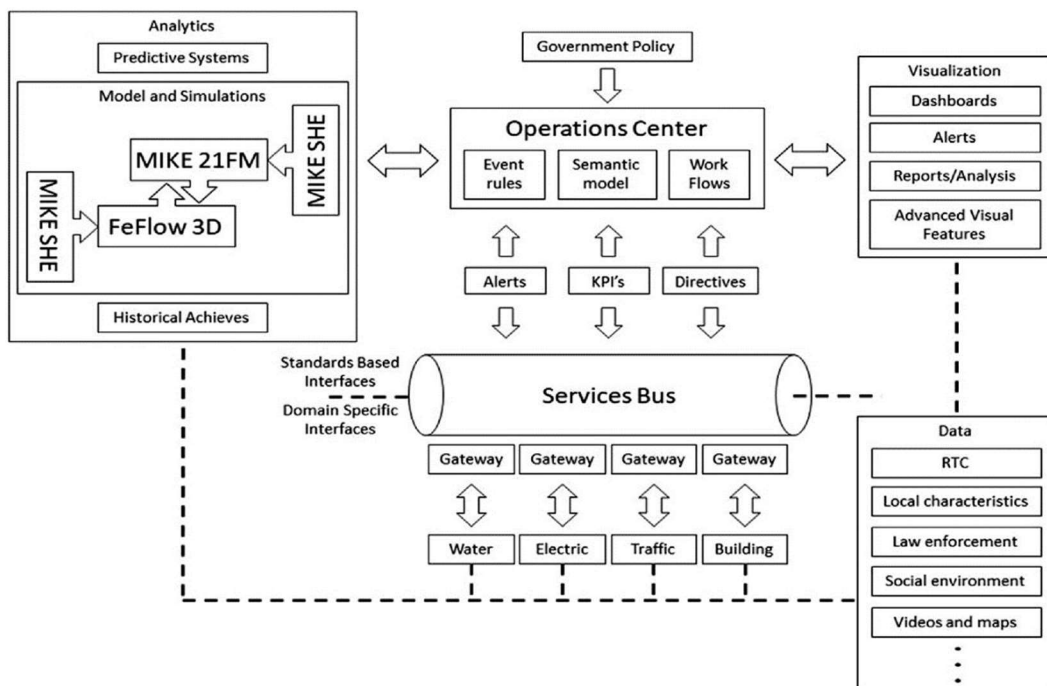 Analytics
Predictive Systems
Model and Simulations
MIKE 21FM
MIKE SHE
MIKE SHE
FeFlow 3D
Historical Achieves
Government Policy
Operations Center
Event
rules
Semantic
model
Work
Flows
Alerts
KPI's
Directives
Visualization
Dashboards
Alerts
Reports/Analysis
Advanced Visual
Features
Standards Based
Interfaces
Domain Specific
Interfaces
Services Bus
Gateway
Gateway
Gateway
Gateway
Water
Electric
Traffic
Building
Data
RTC
Local characteristics
Law enforcement
Social environment
Videos and maps